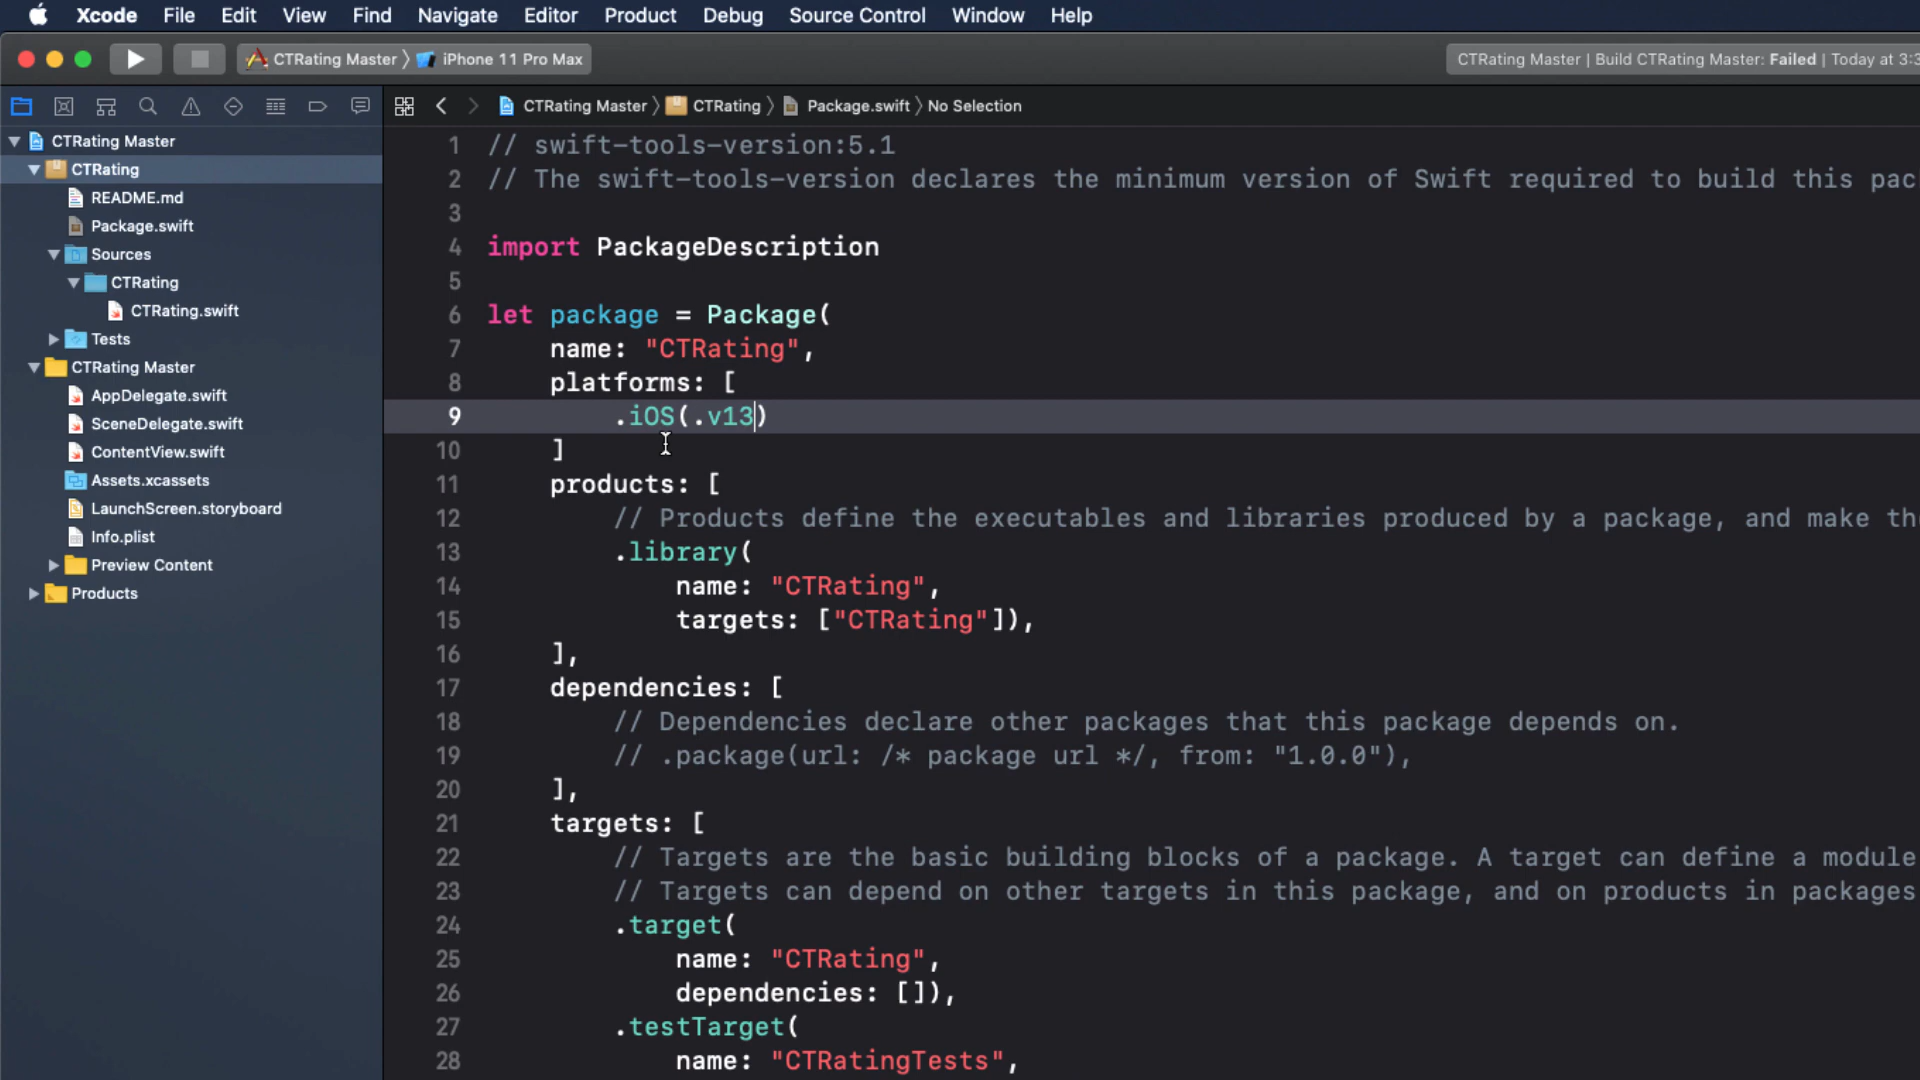 Xcode File Edit View Find Navigate Editor Product Debug Source Control Window Help
CTRating Master iPhone 11 Pro Max
CTRating Master | Build CTRating Master: Failed | Today at 3:3
CTRating Master CTRating Package.swift No Selection
CTRating Master
CTRating
README.md
Package.swift
Sources
CTRating
CTRating.swift
Tests
CTRating Master
AppDelegate.swift
SceneDelegate.swift
ContentView.swift
Assets.xcassets
LaunchScreen.storyboard
Info.plist
Preview Content
Products
1 // swift-tools-version:5.1
2 // The swift-tools-version declares the minimum version of Swift required to build this pac
3
4 import PackageDescription
5
6 let package = Package(
7 name: "CTRating",
8 platforms: [
9 .iOS(.v13)
10 ]
11 products: [
12 // Products define the executables and libraries produced by a package, and make th
13 .library(
14 name: "CTRating",
15 targets: ["CTRating"]),
16 ],
17 dependencies: [
18 // Dependencies declare other packages that this package depends on.
19 // .package(url: /* package url */, from: "1.0.0"),
20 ],
21 targets: [
22 // Targets are the basic building blocks of a package. A target can define a module
23 // Targets can depend on other targets in this package, and on products in packages
24 .target(
25 name: "CTRating",
26 dependencies: []),
27 .testTarget(
28 name: "CTRatingTests",